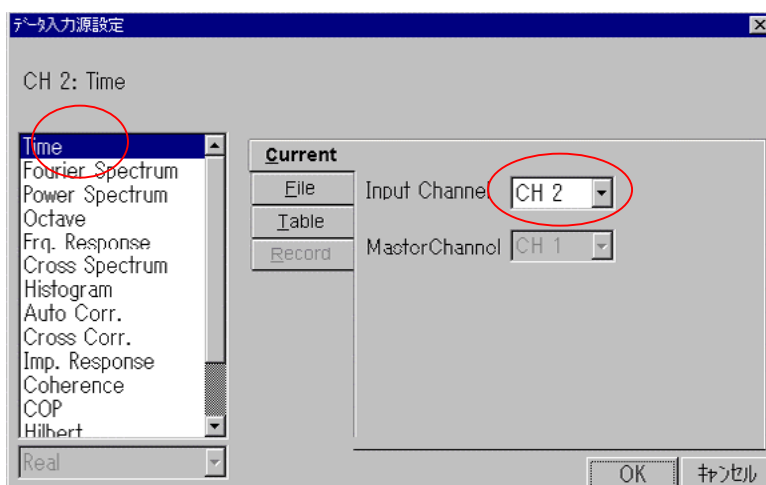 データ入力源設定
CH 2: Time
Time
Fourier Spectrum
Power Spectrum
Octave
Frq. Response
Cross Spectrum
Histogram
Auto Corr.
Cross Corr.
Imp. Response
Coherence
COP
Hilbert
Real
Current
File
Table
Record
Input Channel CH 2
MasterChannel CH 1
OK キャンセル